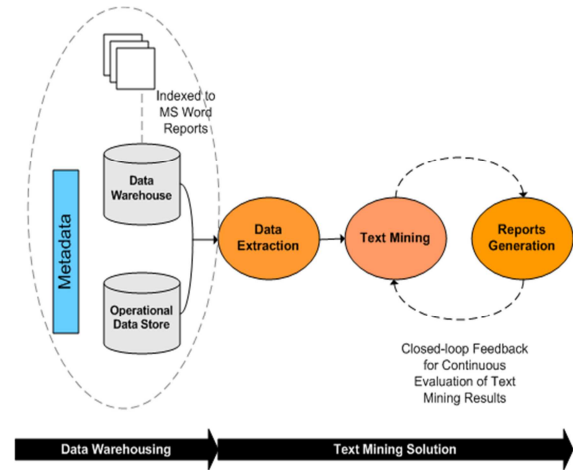 Indexed to
MS Word
Reports
Data
Warehouse
Metadata
Operational
Data Store
Data
Extraction
Text Mining
Reports
Generation
Closed-loop Feedback
for Continuous
Evaluation of Text
Mining Results
Data Warehousing
Text Mining Solution